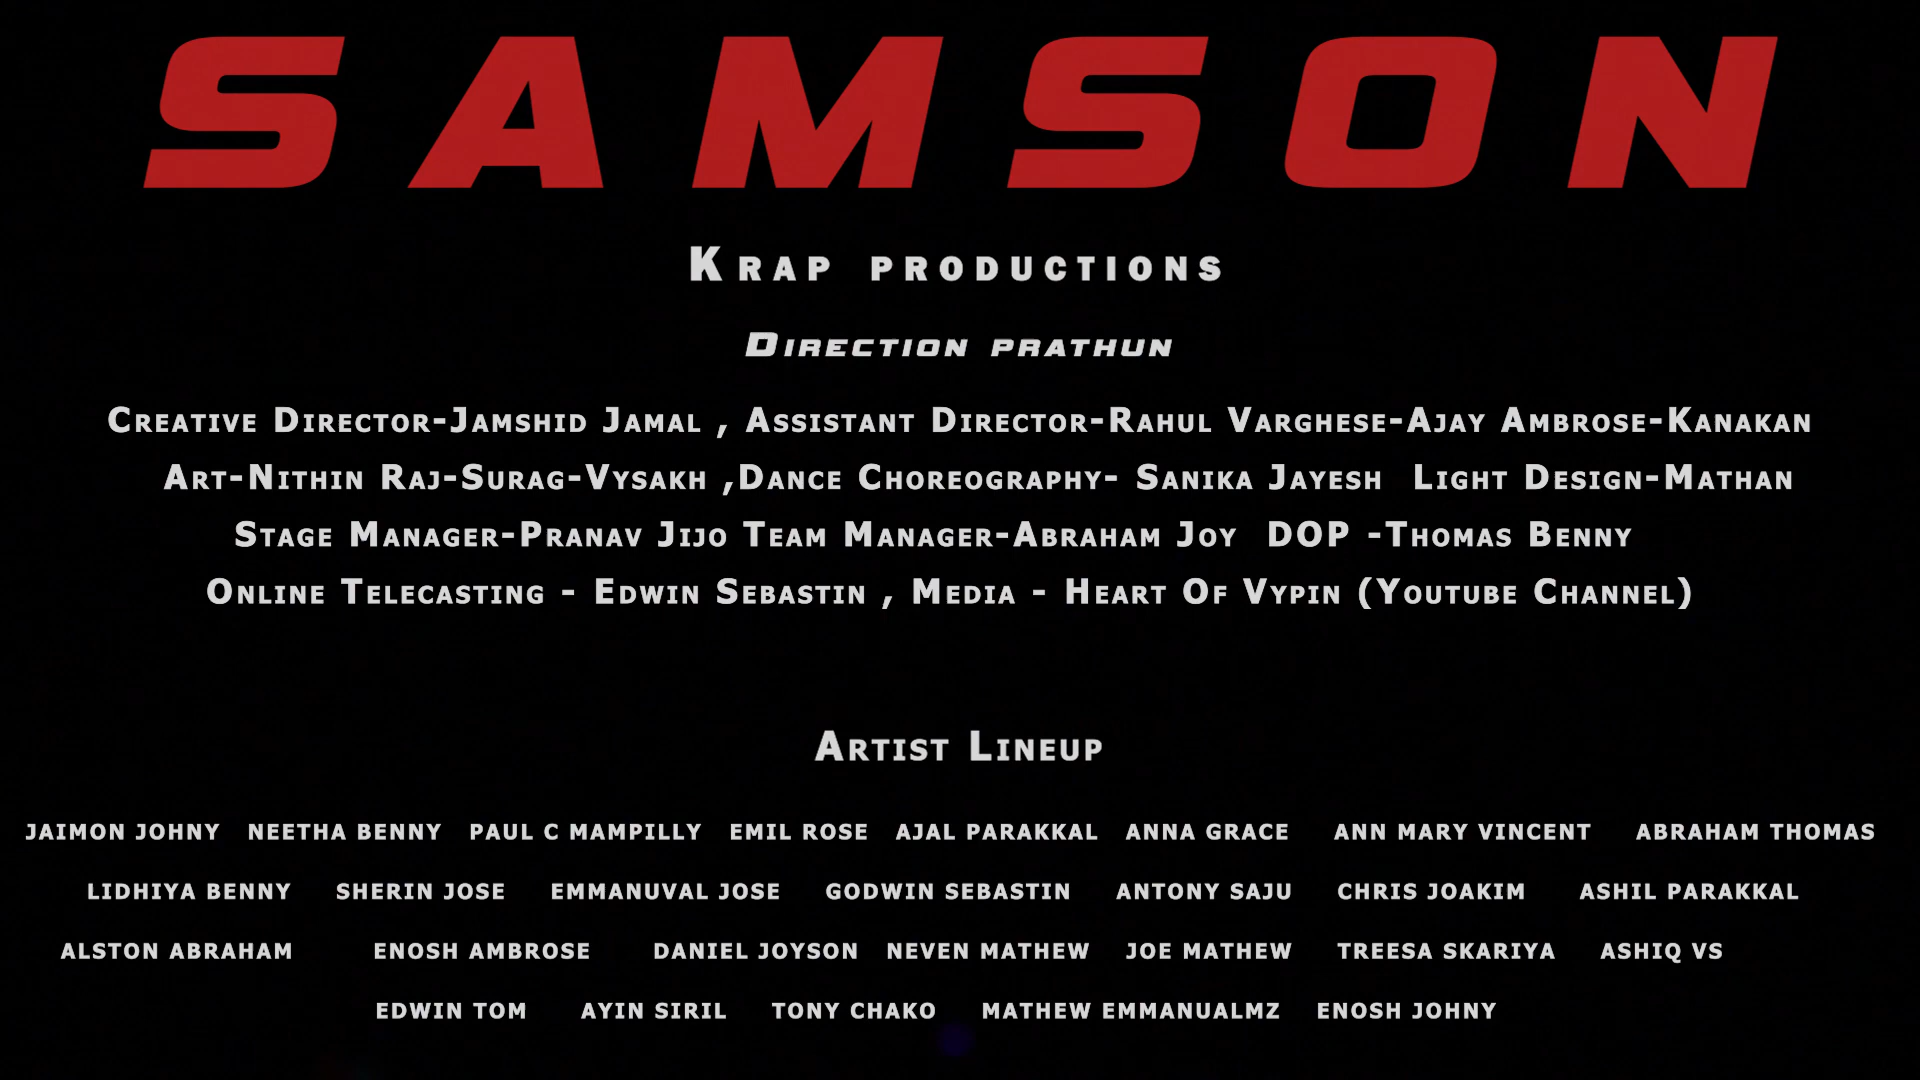 SAMSON
Krap productions
Direction prathun
Creative Director-Jamshid Jamal , Assistant Director-Rahul Varghese-Ajay Ambrose-Kanakan
Art-Nithin Raj-Surag-Vysakh ,Dance Choreography- Sanika Jayesh Light Design-Mathan
Stage Manager-Pranav Jijo Team Manager-Abraham Joy DOP -Thomas Benny
Online Telecasting - Edwin Sebastin , Media - Heart Of Vypin (Youtube Channel)
Artist Lineup
JAIMON JOHNY NEETHA BENNY PAUL C MAMPILLY EMIL ROSE AJAL PARAKKAL ANNA GRACE ANN MARY VINCENT ABRAHAM THOMAS
LIDHIYA BENNY SHERIN JOSE EMMANUVAL JOSE GODWIN SEBASTIN ANTONY SAJU CHRIS JOAKIM ASHIL PARAKKAL
ALSTON ABRAHAM ENOSH AMBROSE DANIEL JOYSON NEVEN MATHEW JOE MATHEW TREESA SKARIYA ASHIQ VS
EDWIN TOM AYIN SIRIL TONY CHAKO MATHEW EMMANUALMZ ENOSH JOHNY